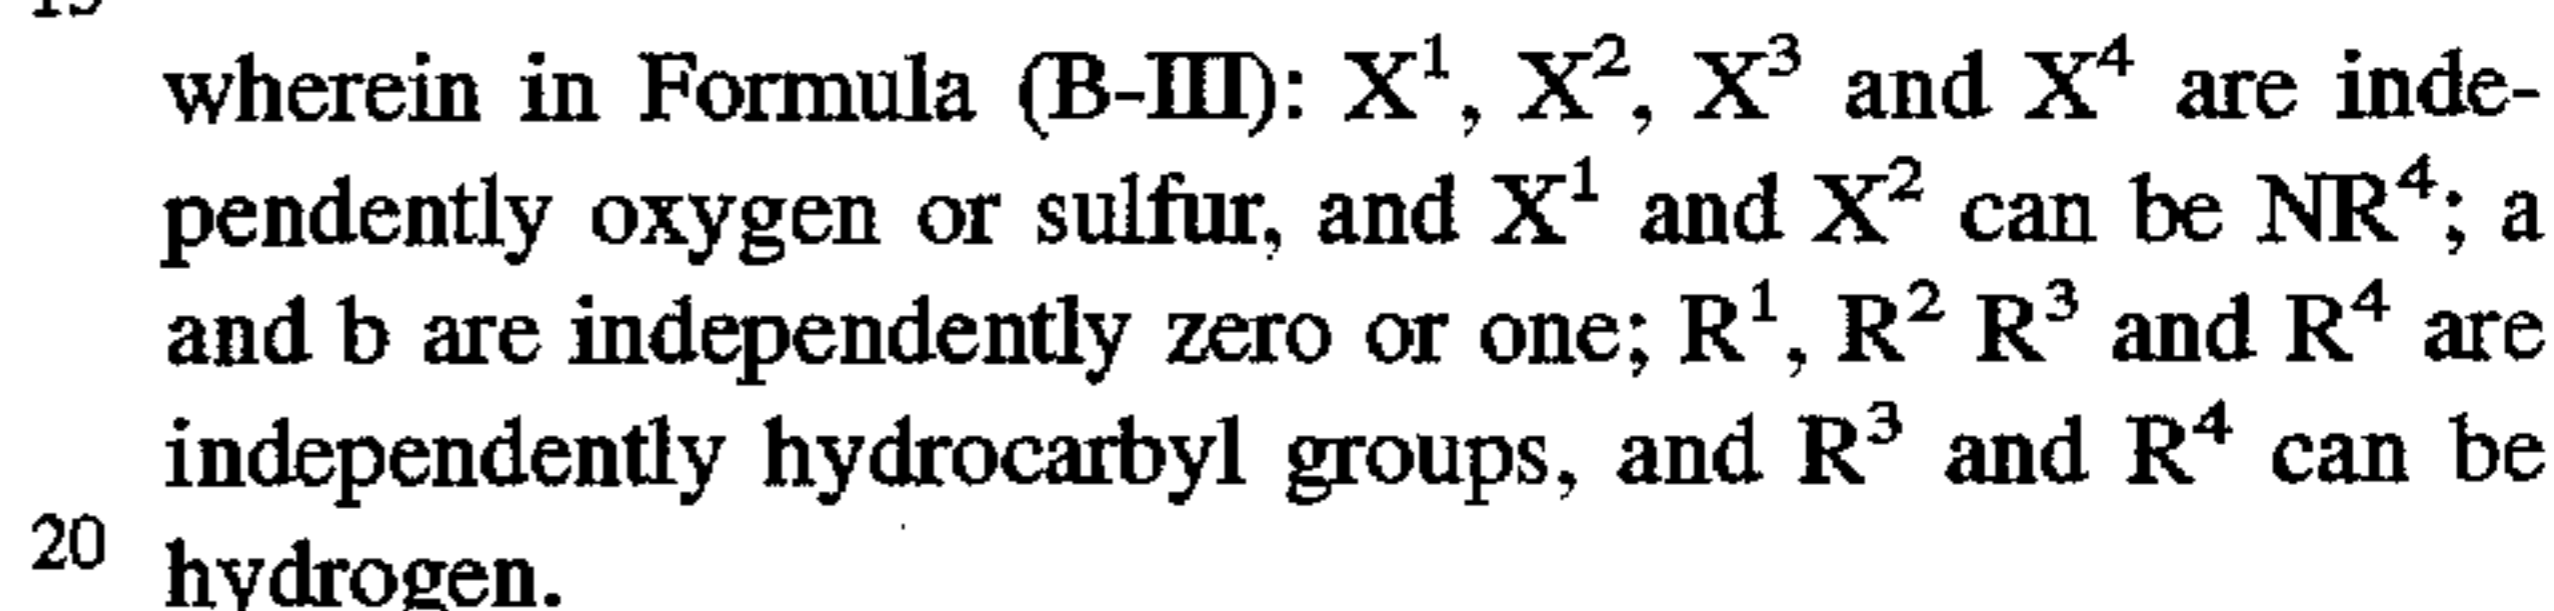 wherein in Formula (B-III): X¹, X², X³ and X⁴ are inde-
pendently oxygen or sulfur, and X¹ and X² can be NR⁴; a
and b are independently zero or one; R¹, R² R³ and R⁴ are
independently hydrocarbyl groups, and R³ and R⁴ can be
20 hydrogen.